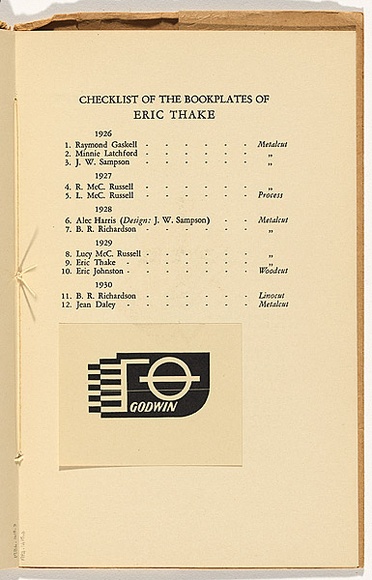 CHECKLIST OF THE BOOKPLATES OF
ERIC THAKE
1926
1. Raymond Gaskell - - - - - - Metalcut
2. Minnie Latchford - - - - - - „
3. J. W. Sampson - - - - - - „
1927
4. R. McC. Russell - - - - - - „
5. L. McC. Russell - - - - - - Process
1928
6. Alec Harris (Design: J. W. Sampson) - - Metalcut
7. B. R. Richardson - - - - - - „
1929
8. Lucy McC. Russell - - - - - - „
9. Eric Thake - - - - - - - „
10. Eric Johnston - - - - - - - Woodcut
1930
11. B. R. Richardson - - - - - - Linocut
12. Jean Daley - - - - - - - Metalcut
GODWIN